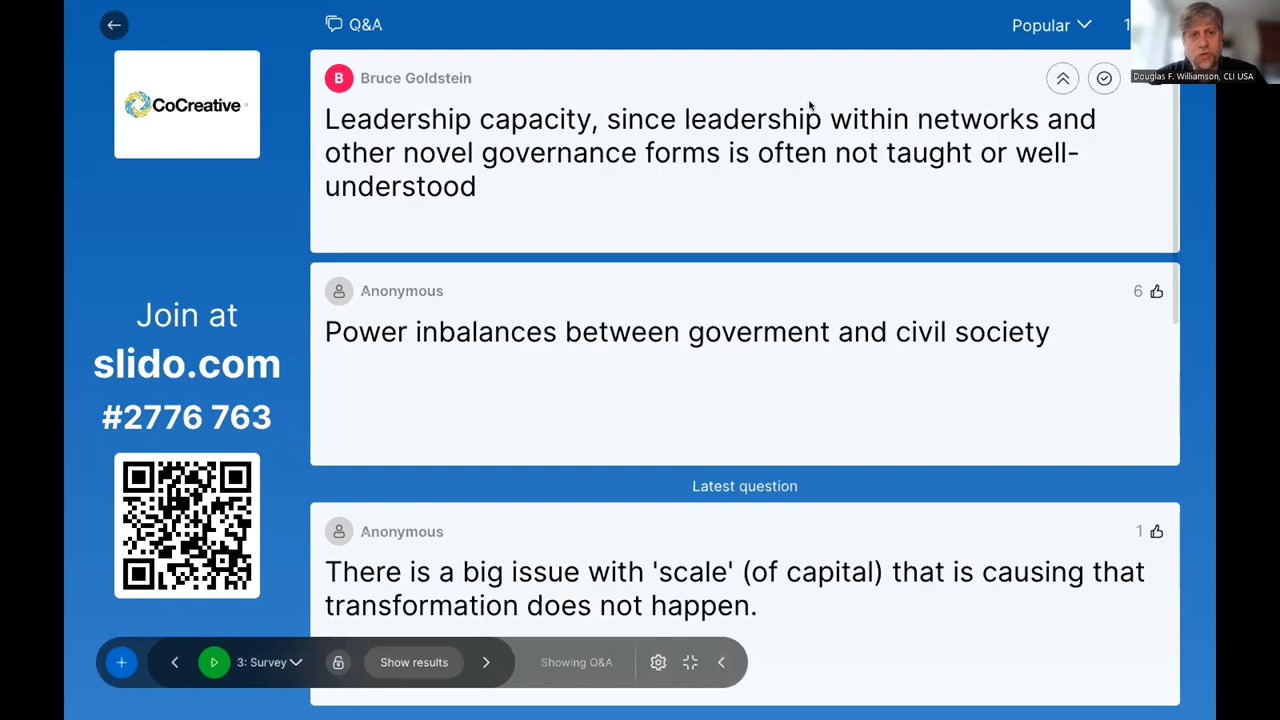 Q&A
Popular
1
Douglas F. Williamson, CLI USA
CoCreative
B Bruce Goldstein
Leadership capacity, since leadership within networks and
other novel governance forms is often not taught or well-
understood
Anonymous
6
Power inbalances between goverment and civil society
Join at
slido.com
#2776 763
Latest question
Anonymous
1
There is a big issue with 'scale' (of capital) that is causing that
transformation does not happen.
3: Survey
Show results
Showing Q&A